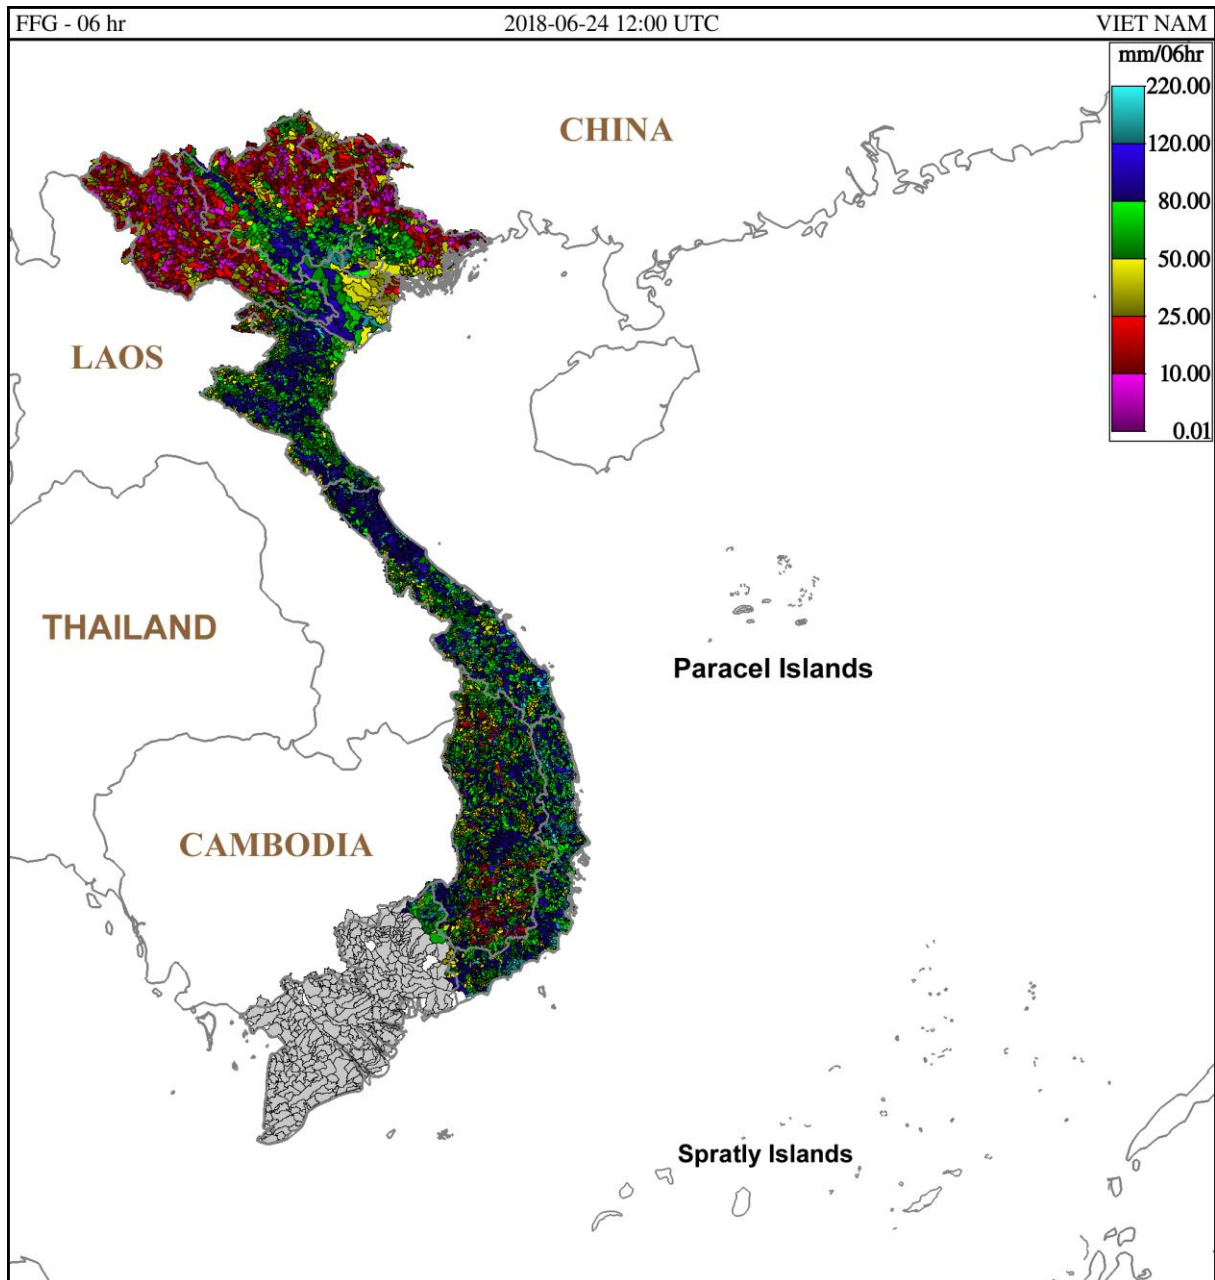 FFG - 06 hr 2018-06-24 12:00 UTC VIET NAM
mm/06hr
220.00
120.00
80.00
50.00
25.00
10.00
0.01
CHINA
LAOS
THAILAND
Paracel Islands
CAMBODIA
Spratly Islands